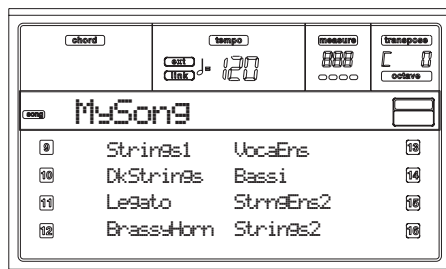 chord tempo measure transpose
ext link ♩= 120 888 C 0
octave
song MySong
9 Strings1 VocaEns 13
10 DkStrings Bassi 14
11 Legato StrngEns2 15
12 BrassyHorn Strings2 16